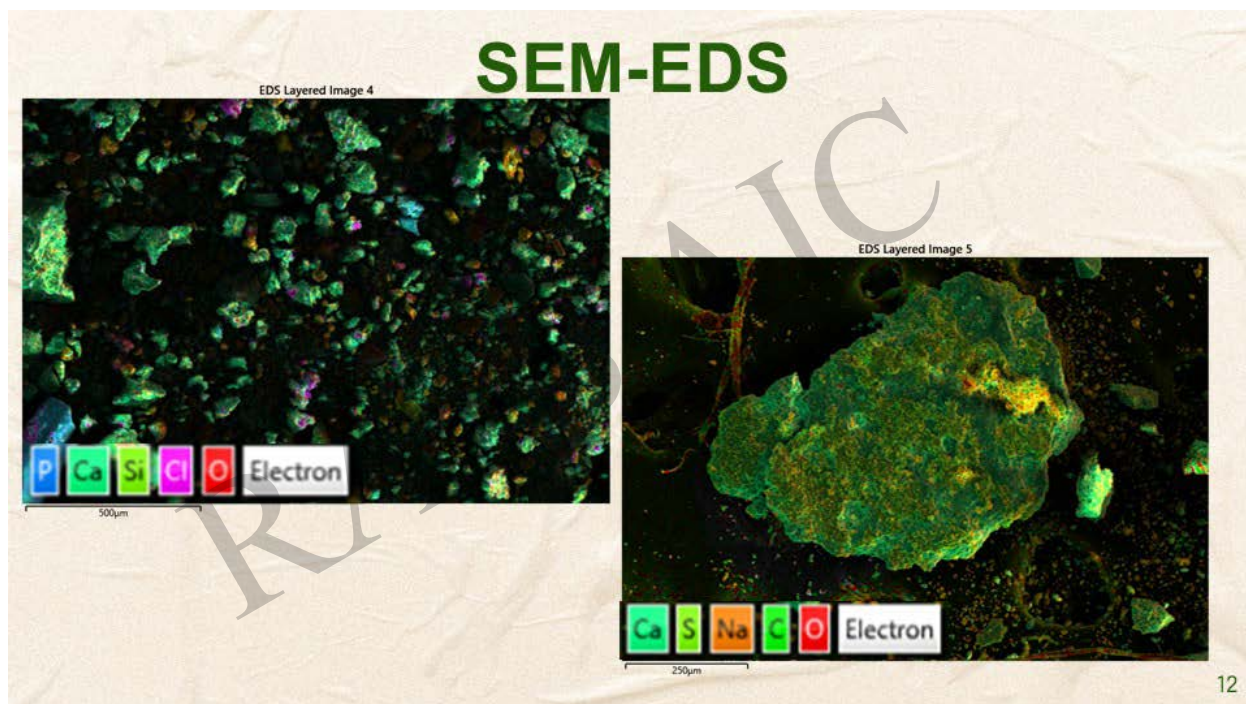 SEM-EDS
EDS Layered Image 4
P Ca Si Cl O Electron
500µm
EDS Layered Image 5
Ca S Na C O Electron
250µm
12